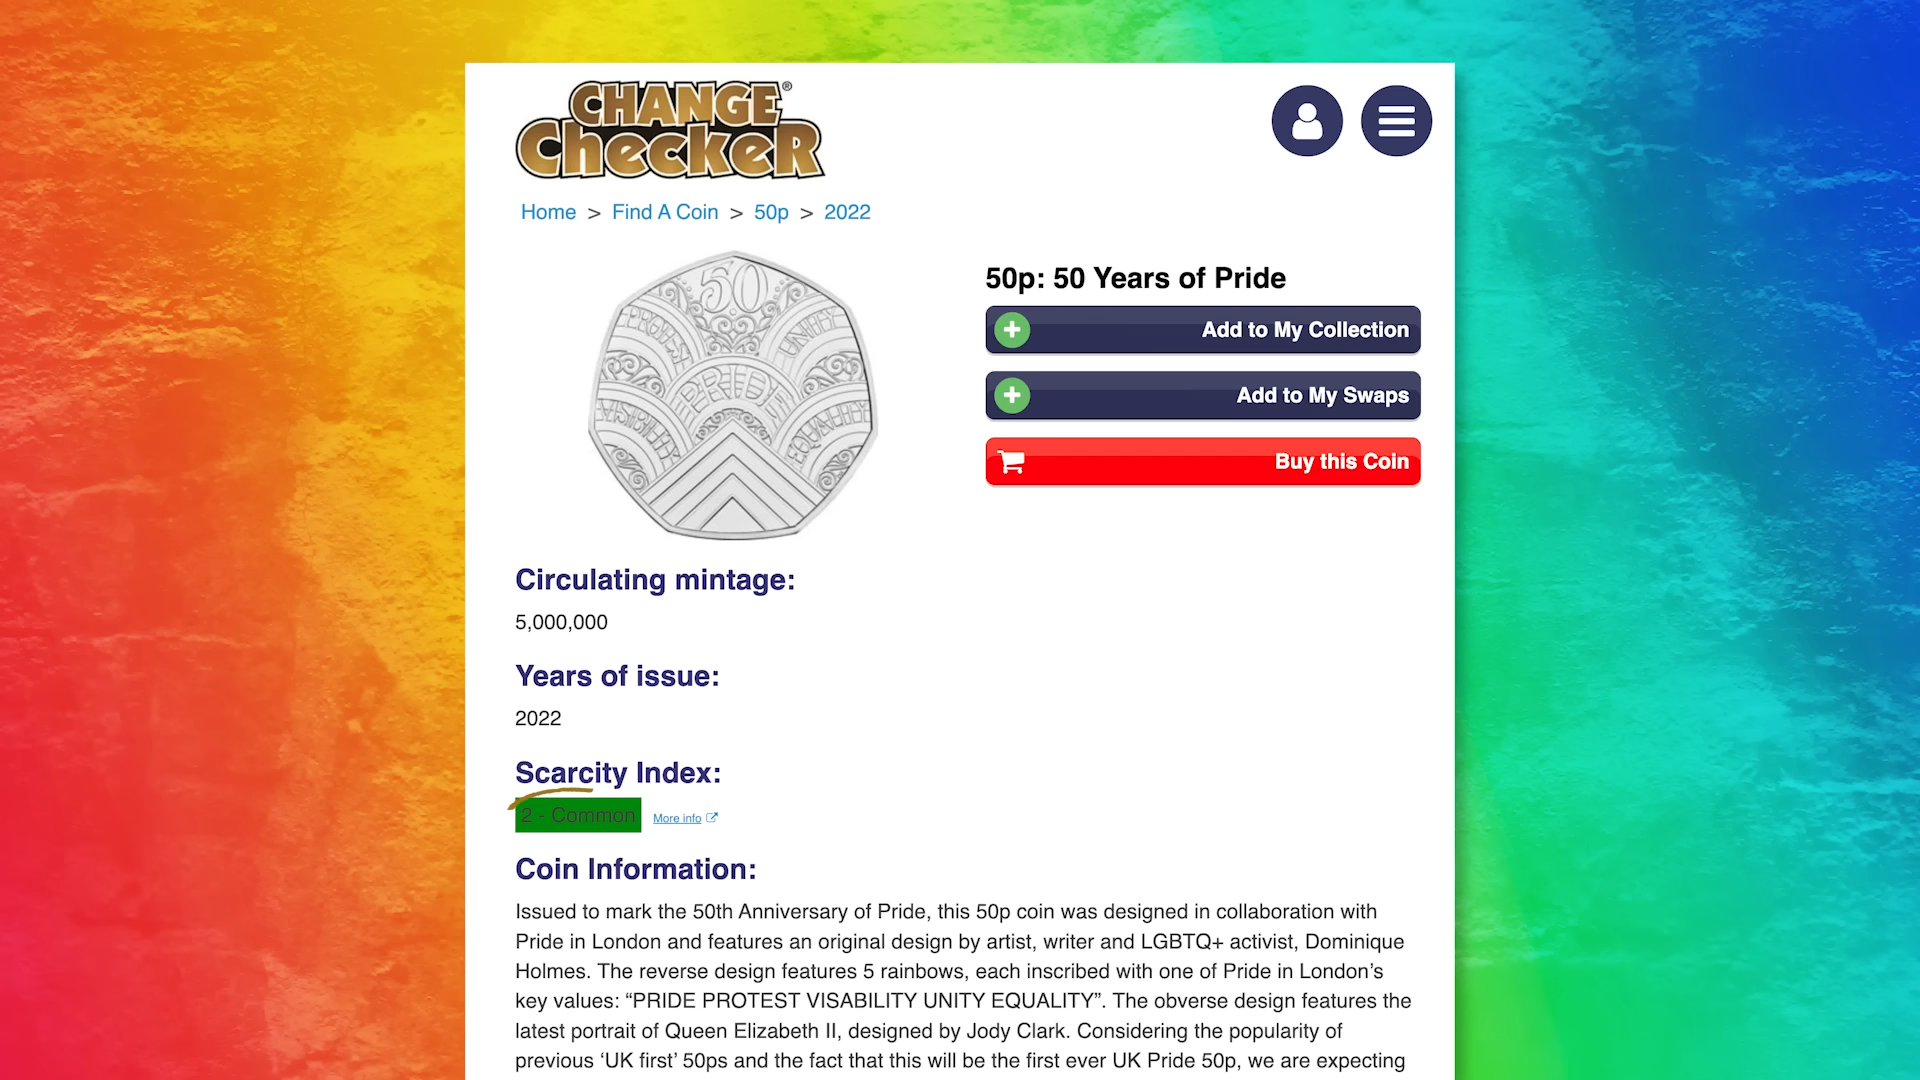 CHANGE
CheckeR®
Home > Find A Coin > 50p > 2022
50
PROTEST
UNITY
PRIDE
VISIBILITY
EQUALITY
50p: 50 Years of Pride
Add to My Collection
Add to My Swaps
Buy this Coin
Circulating mintage:
5,000,000
Years of issue:
2022
Scarcity Index:
2 - Common More info
Coin Information:
Issued to mark the 50th Anniversary of Pride, this 50p coin was designed in collaboration with
Pride in London and features an original design by artist, writer and LGBTQ+ activist, Dominique
Holmes. The reverse design features 5 rainbows, each inscribed with one of Pride in London’s
key values: “PRIDE PROTEST VISABILITY UNITY EQUALITY”. The obverse design features the
latest portrait of Queen Elizabeth II, designed by Jody Clark. Considering the popularity of
previous ‘UK first’ 50ps and the fact that this will be the first ever UK Pride 50p, we are expecting